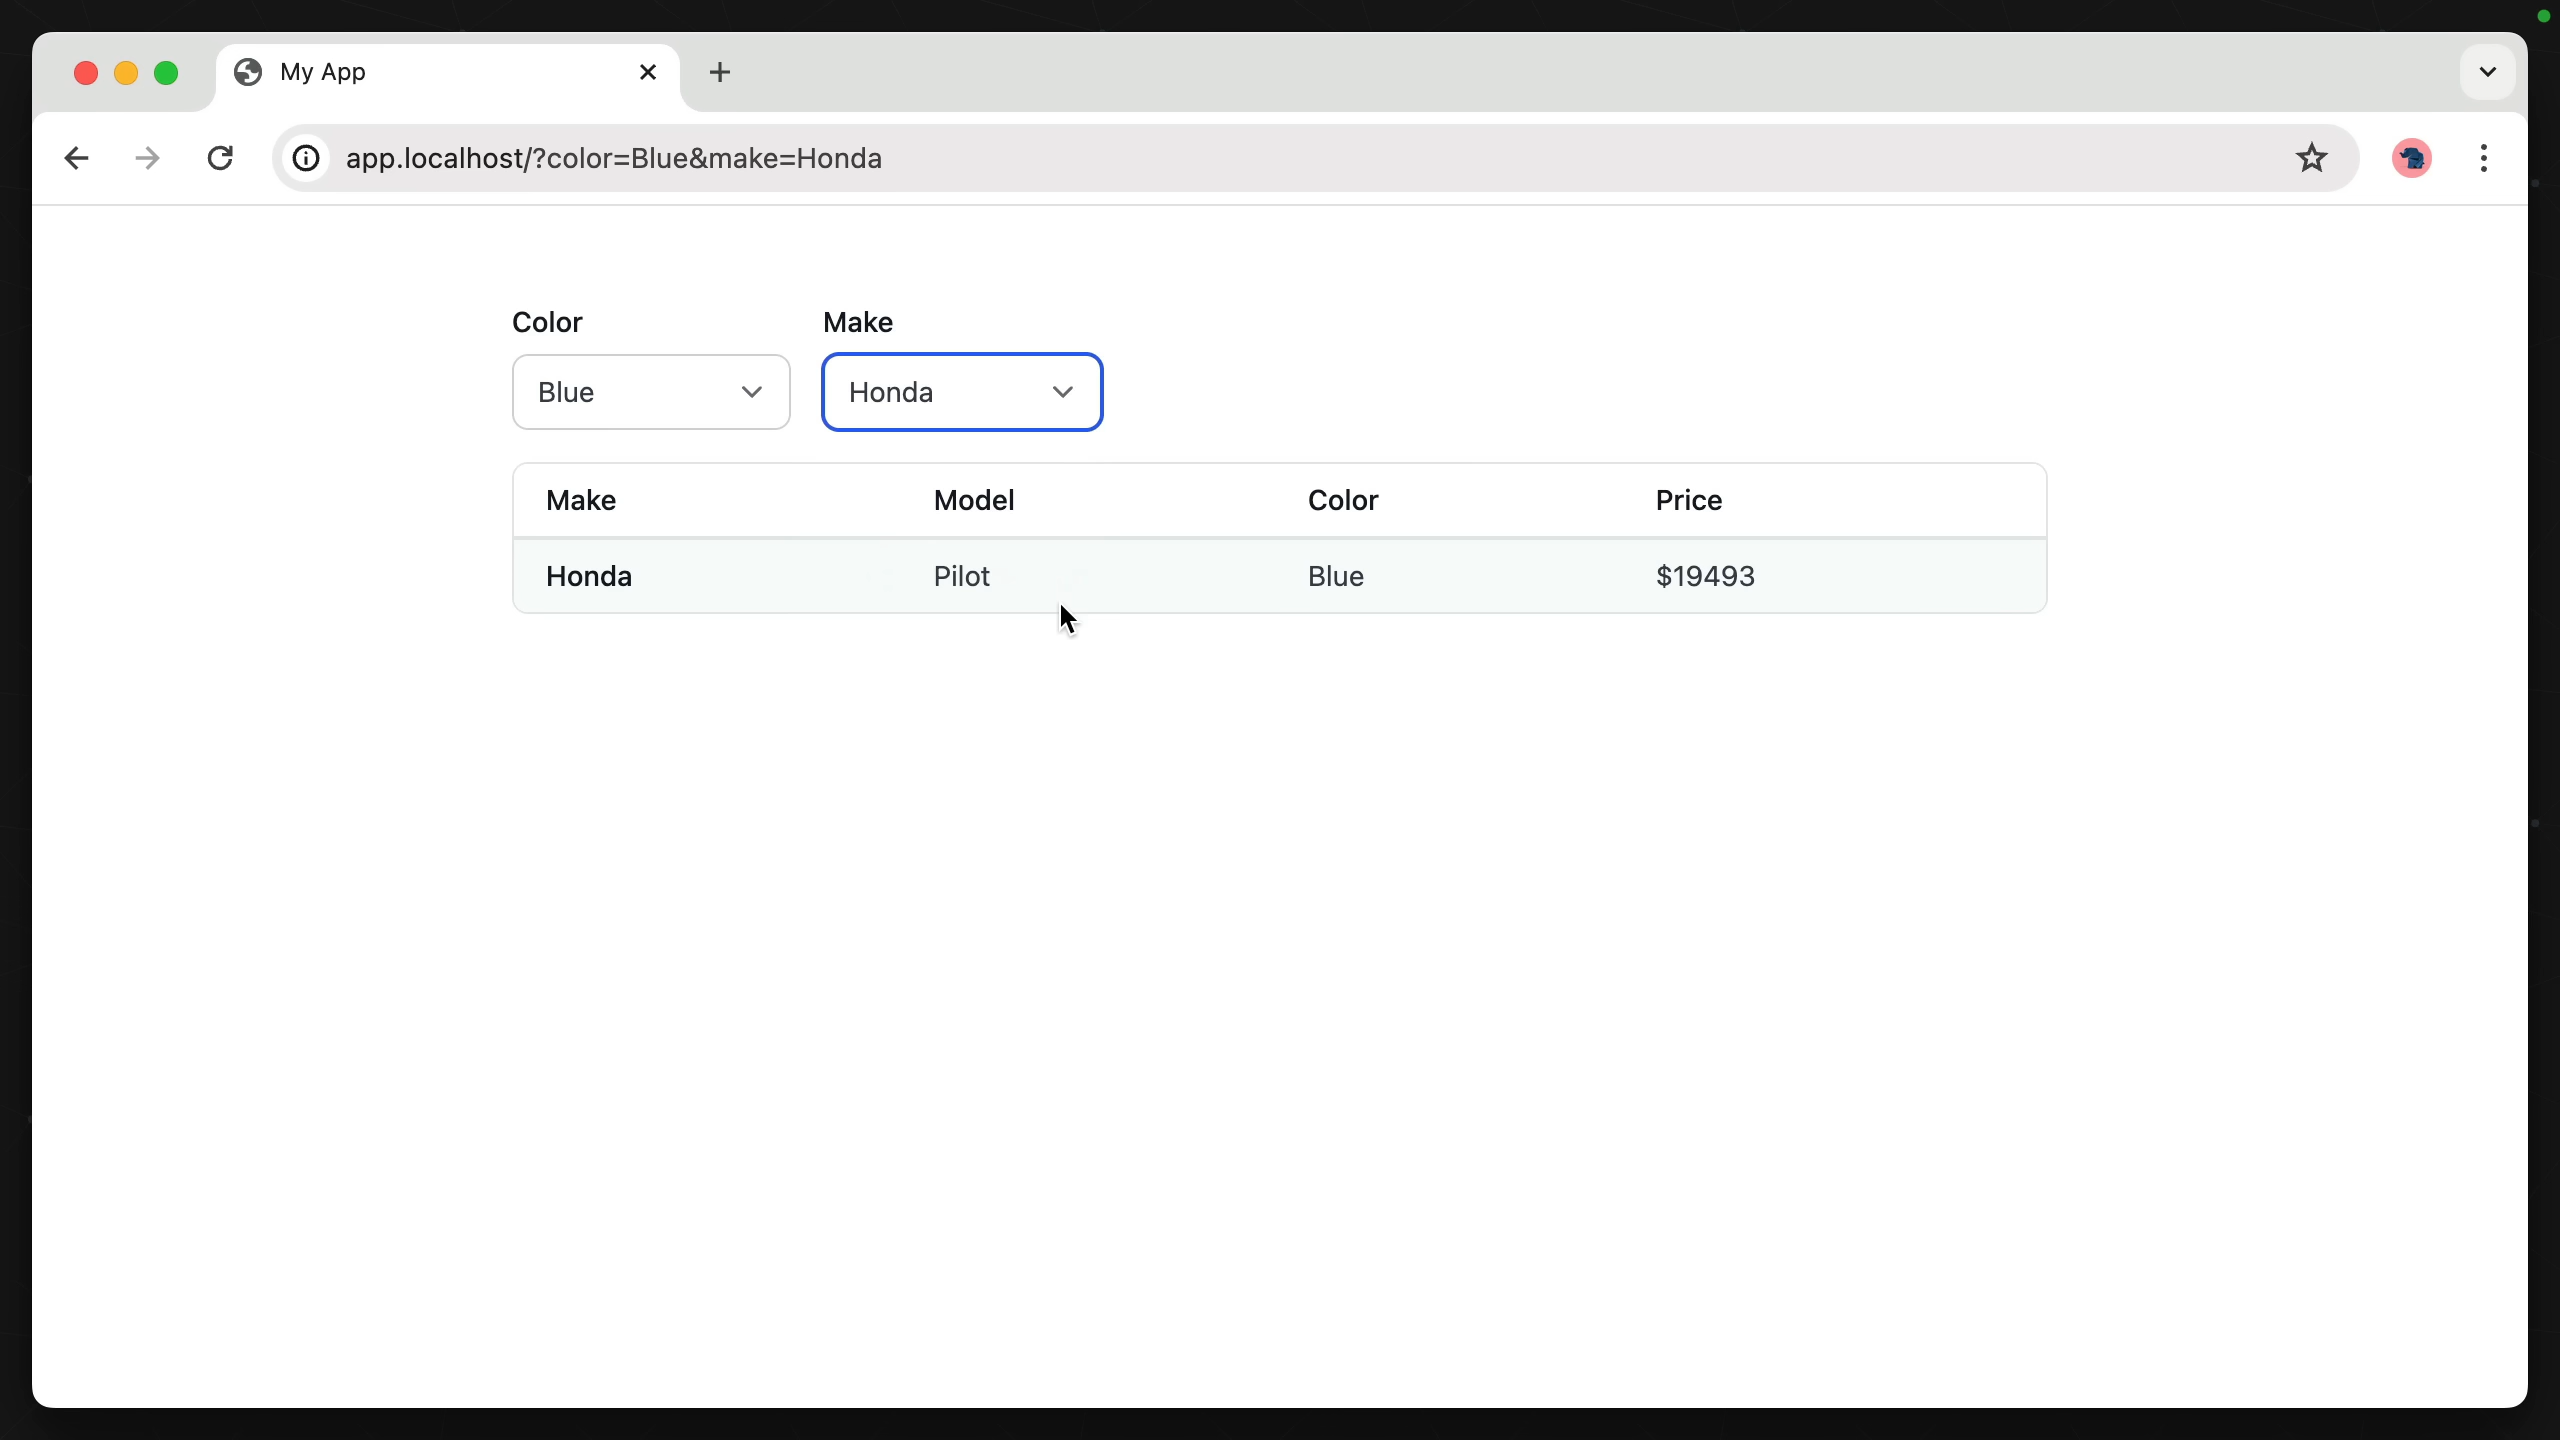 My App
app.localhost/?color=Blue&make=Honda
Color Make
Blue Honda
Make Model Color Price
Honda Pilot Blue $19493